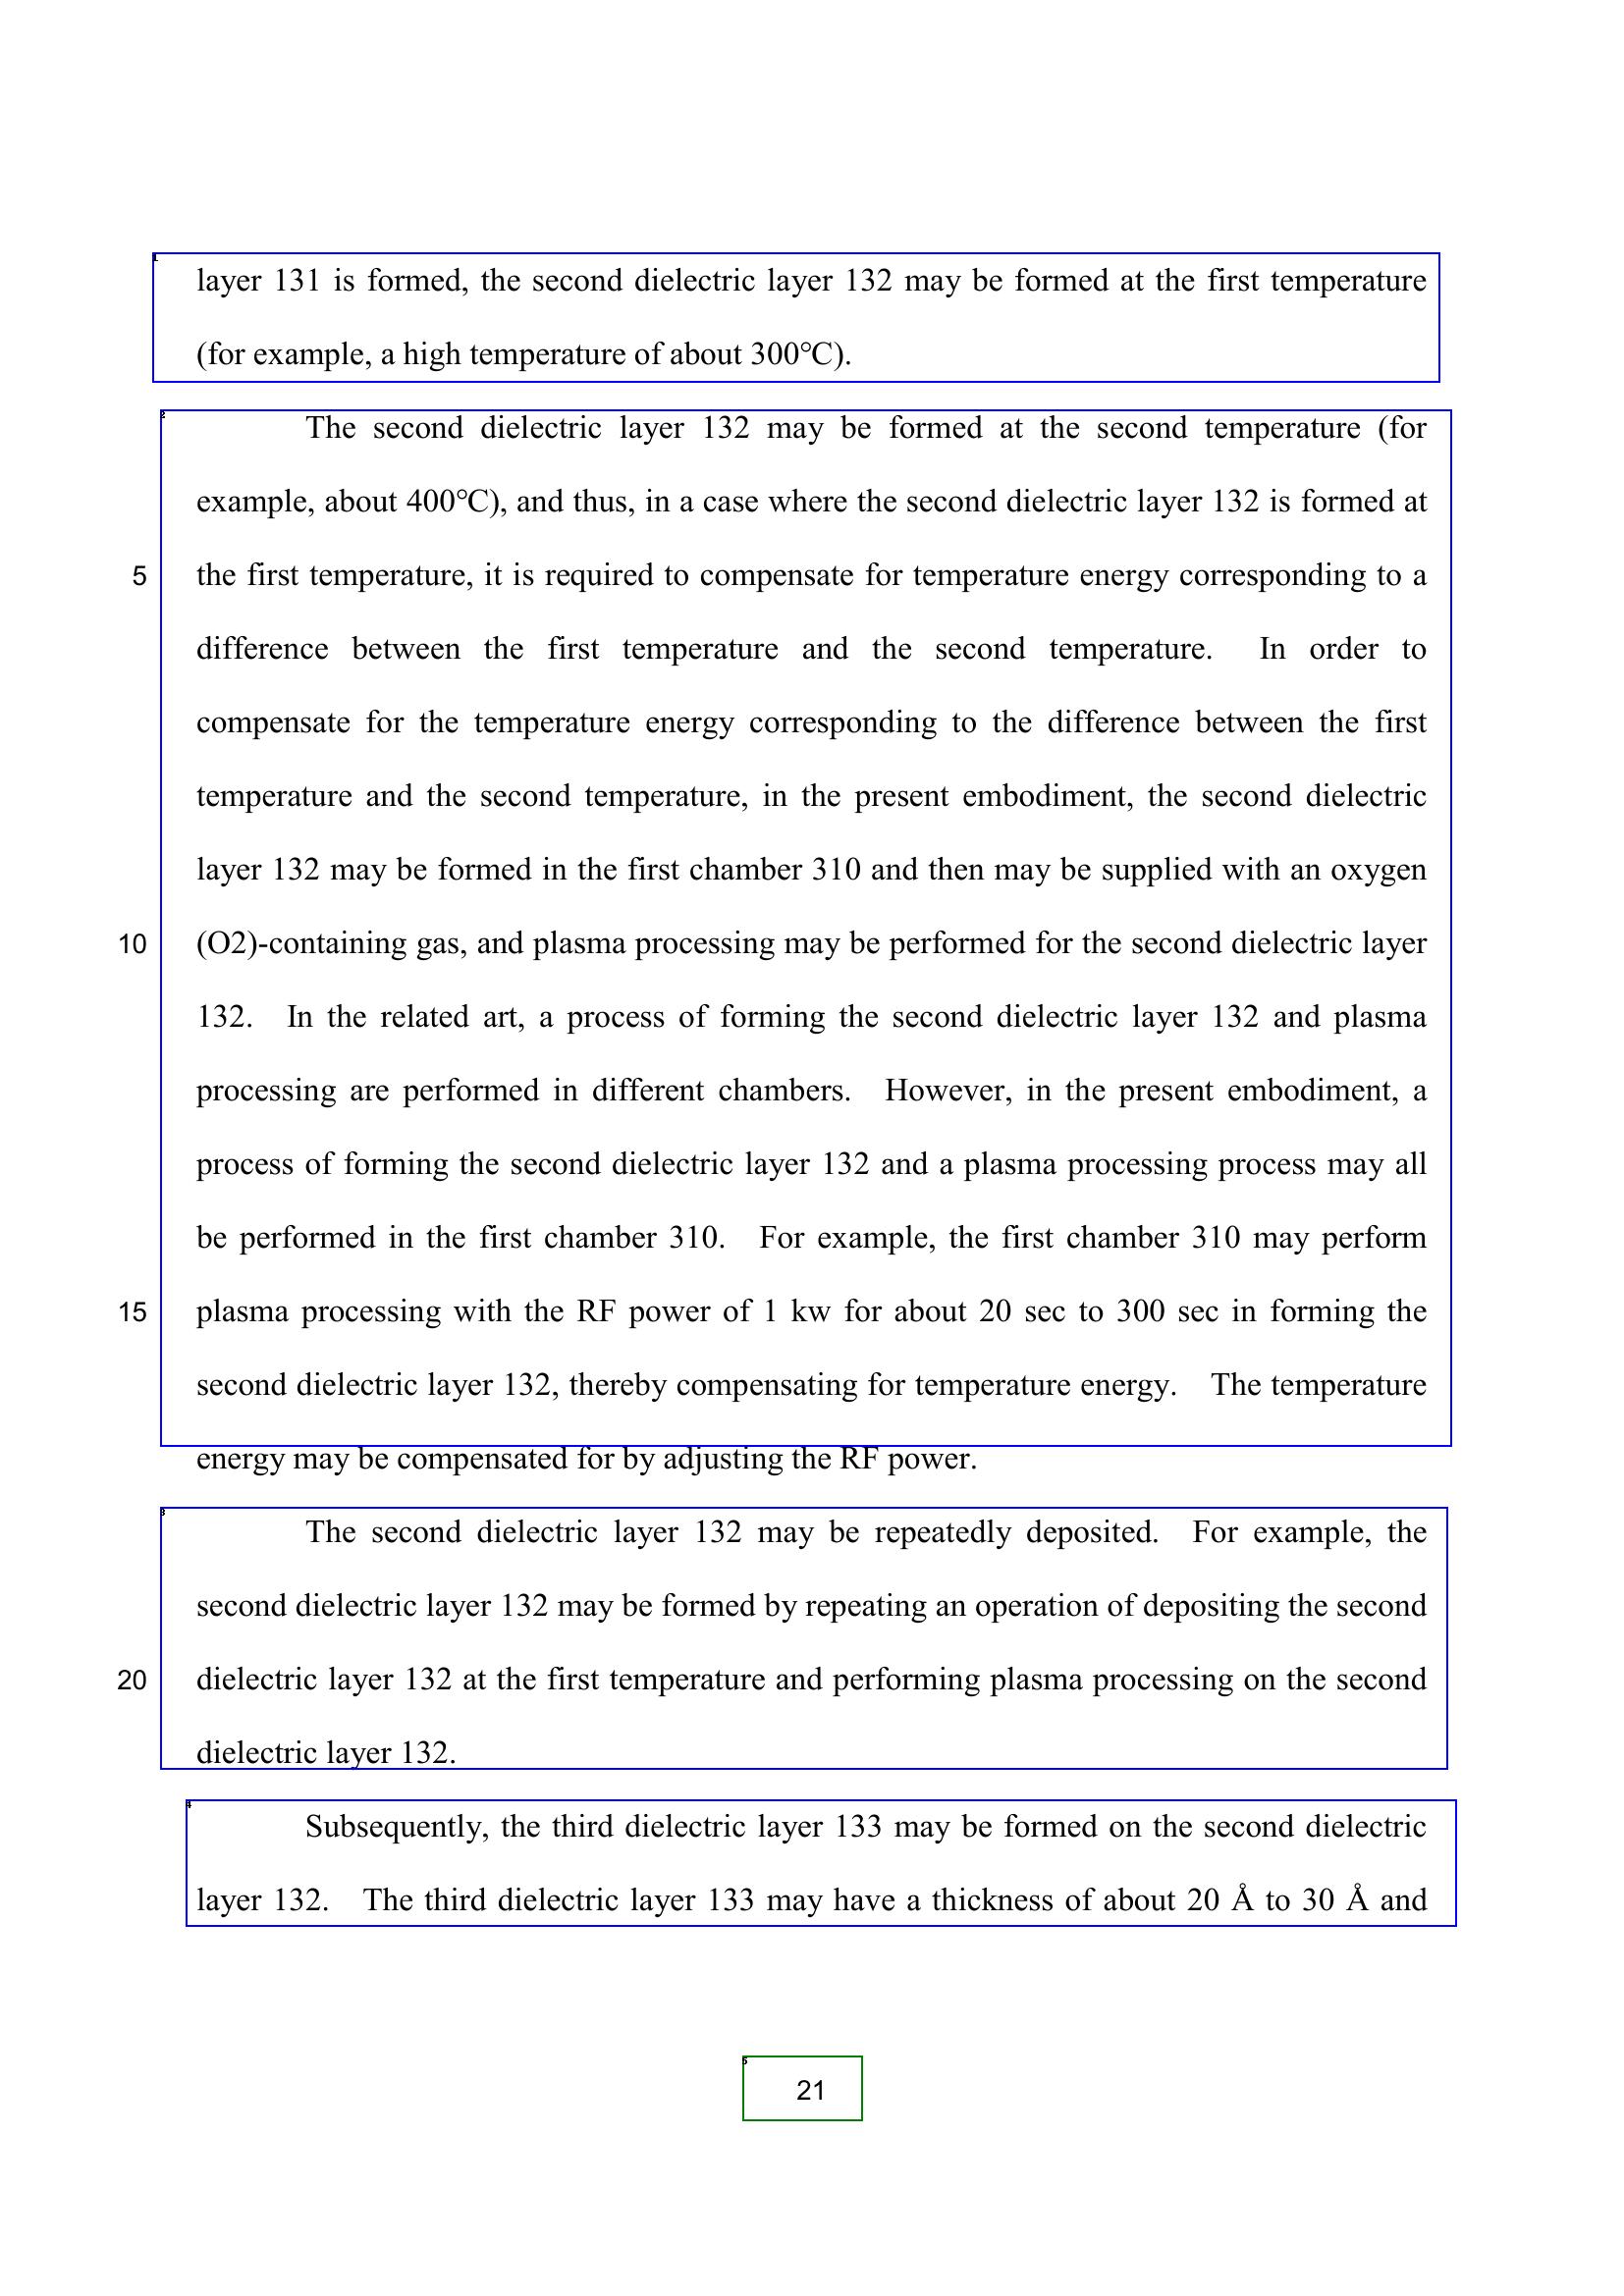 layer 131 is formed, the second dielectric layer 132 may be formed at the first temperature
(for example, a high temperature of about 300℃).
The second dielectric layer 132 may be formed at the second temperature (for
example, about 400℃), and thus, in a case where the second dielectric layer 132 is formed at
5 the first temperature, it is required to compensate for temperature energy corresponding to a
difference between the first temperature and the second temperature. In order to
compensate for the temperature energy corresponding to the difference between the first
temperature and the second temperature, in the present embodiment, the second dielectric
layer 132 may be formed in the first chamber 310 and then may be supplied with an oxygen
10 (O2)-containing gas, and plasma processing may be performed for the second dielectric layer
132. In the related art, a process of forming the second dielectric layer 132 and plasma
processing are performed in different chambers. However, in the present embodiment, a
process of forming the second dielectric layer 132 and a plasma processing process may all
be performed in the first chamber 310. For example, the first chamber 310 may perform
15 plasma processing with the RF power of 1 kw for about 20 sec to 300 sec in forming the
second dielectric layer 132, thereby compensating for temperature energy. The temperature
energy may be compensated for by adjusting the RF power.
The second dielectric layer 132 may be repeatedly deposited. For example, the
second dielectric layer 132 may be formed by repeating an operation of depositing the second
20 dielectric layer 132 at the first temperature and performing plasma processing on the second
dielectric layer 132.
Subsequently, the third dielectric layer 133 may be formed on the second dielectric
layer 132. The third dielectric layer 133 may have a thickness of about 20 Å to 30 Å and
21